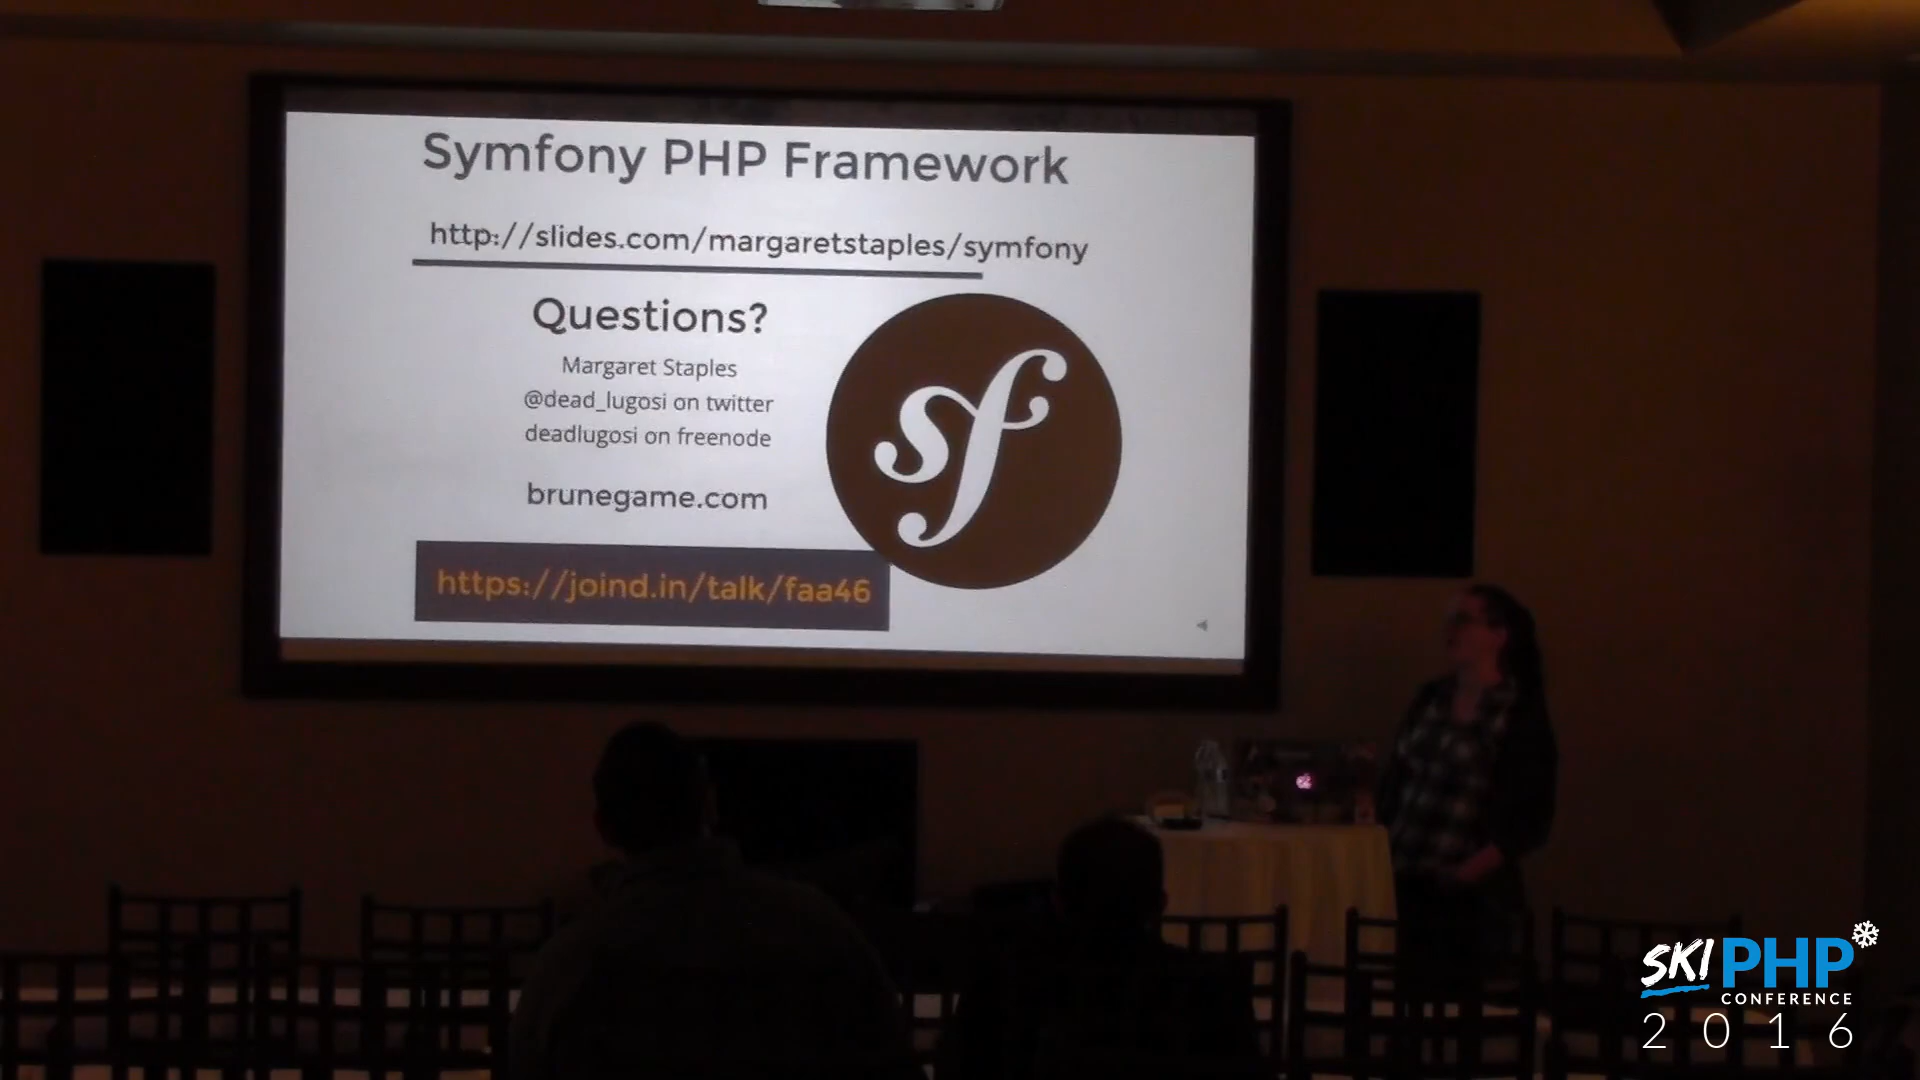 Symfony PHP Framework
http://slides.com/margaretstaples/symfony
Questions?
Margaret Staples
@dead_lugosi on twitter
deadlugosi on freenode
brunegame.com
https://joind.in/talk/faa46
sf
SKI PHP
CONFERENCE
2016